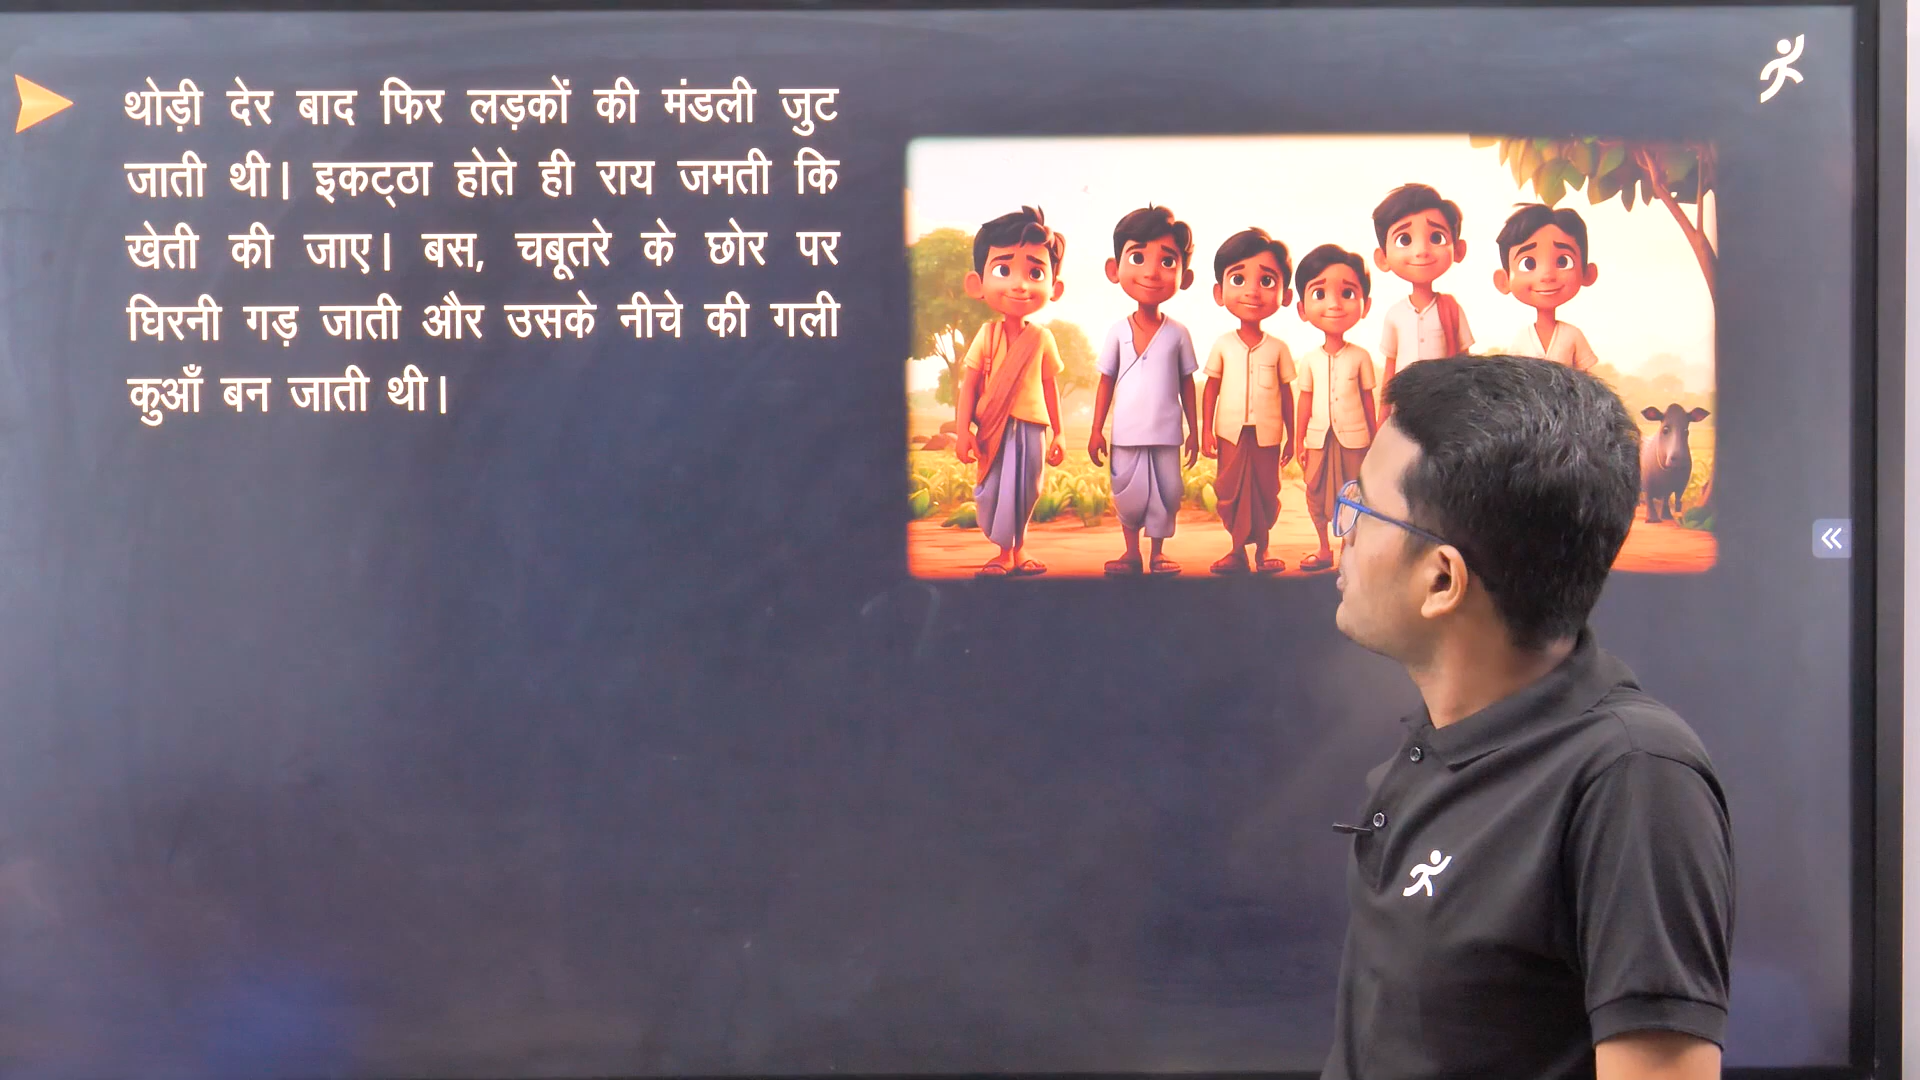 थोड़ी देर बाद फिर लड़कों की मंडली जुट
जाती थी। इकट्ठा होते ही राय जमती कि
खेती की जाए। बस, चबूतरे के छोर पर
घिरनी गड़ जाती और उसके नीचे की गली
कुआँ बन जाती थी।